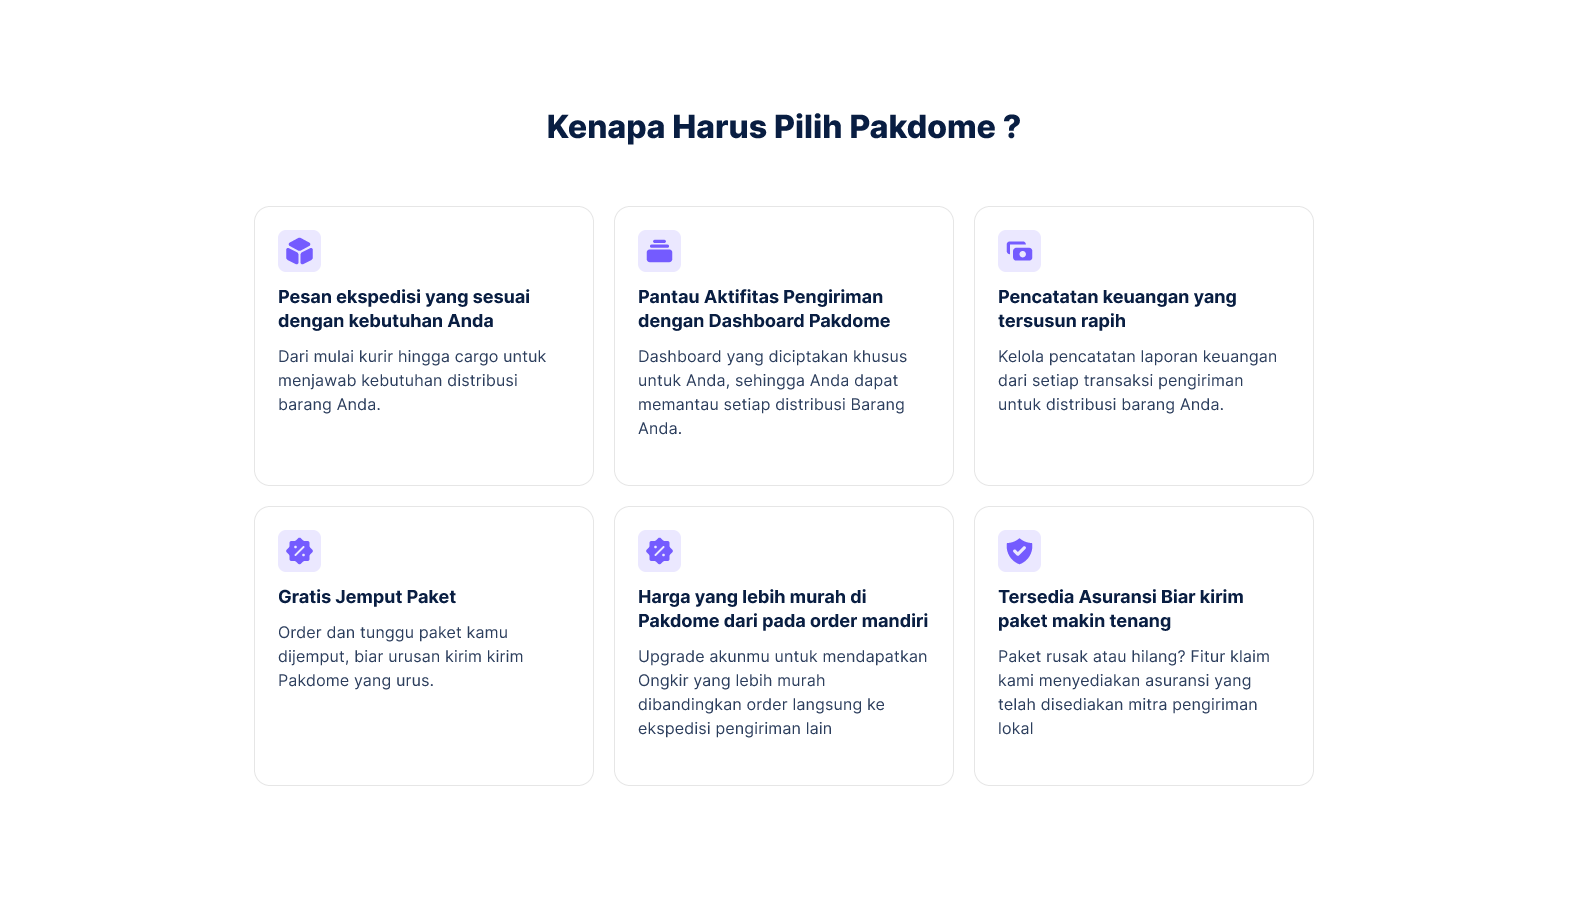 Kenapa Harus Pilih Pakdome ?
Pesan ekspedisi yang sesuai
dengan kebutuhan Anda
Dari mulai kurir hingga cargo untuk
menjawab kebutuhan distribusi
barang Anda.
Pantau Aktifitas Pengiriman
dengan Dashboard Pakdome
Dashboard yang diciptakan khusus
untuk Anda, sehingga Anda dapat
memantau setiap distribusi Barang
Anda.
Pencatatan keuangan yang
tersusun rapih
Kelola pencatatan laporan keuangan
dari setiap transaksi pengiriman
untuk distribusi barang Anda.
Gratis Jemput Paket
Order dan tunggu paket kamu
dijemput, biar urusan kirim kirim
Pakdome yang urus.
Harga yang lebih murah di
Pakdome dari pada order mandiri
Upgrade akunmu untuk mendapatkan
Ongkir yang lebih murah
dibandingkan order langsung ke
ekspedisi pengiriman lain
Tersedia Asuransi Biar kirim
paket makin tenang
Paket rusak atau hilang? Fitur klaim
kami menyediakan asuransi yang
telah disediakan mitra pengiriman
lokal